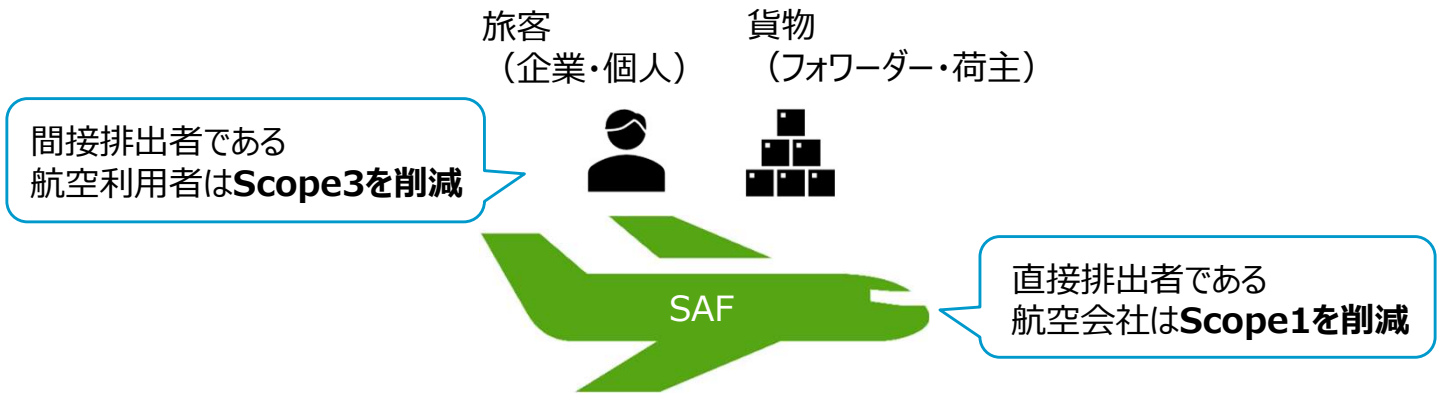 旅客
（企業・個人）
貨物
（フォワーダー・荷主）
間接排出者である
航空利用者はScope3を削減
SAF
直接排出者である
航空会社はScope1を削減